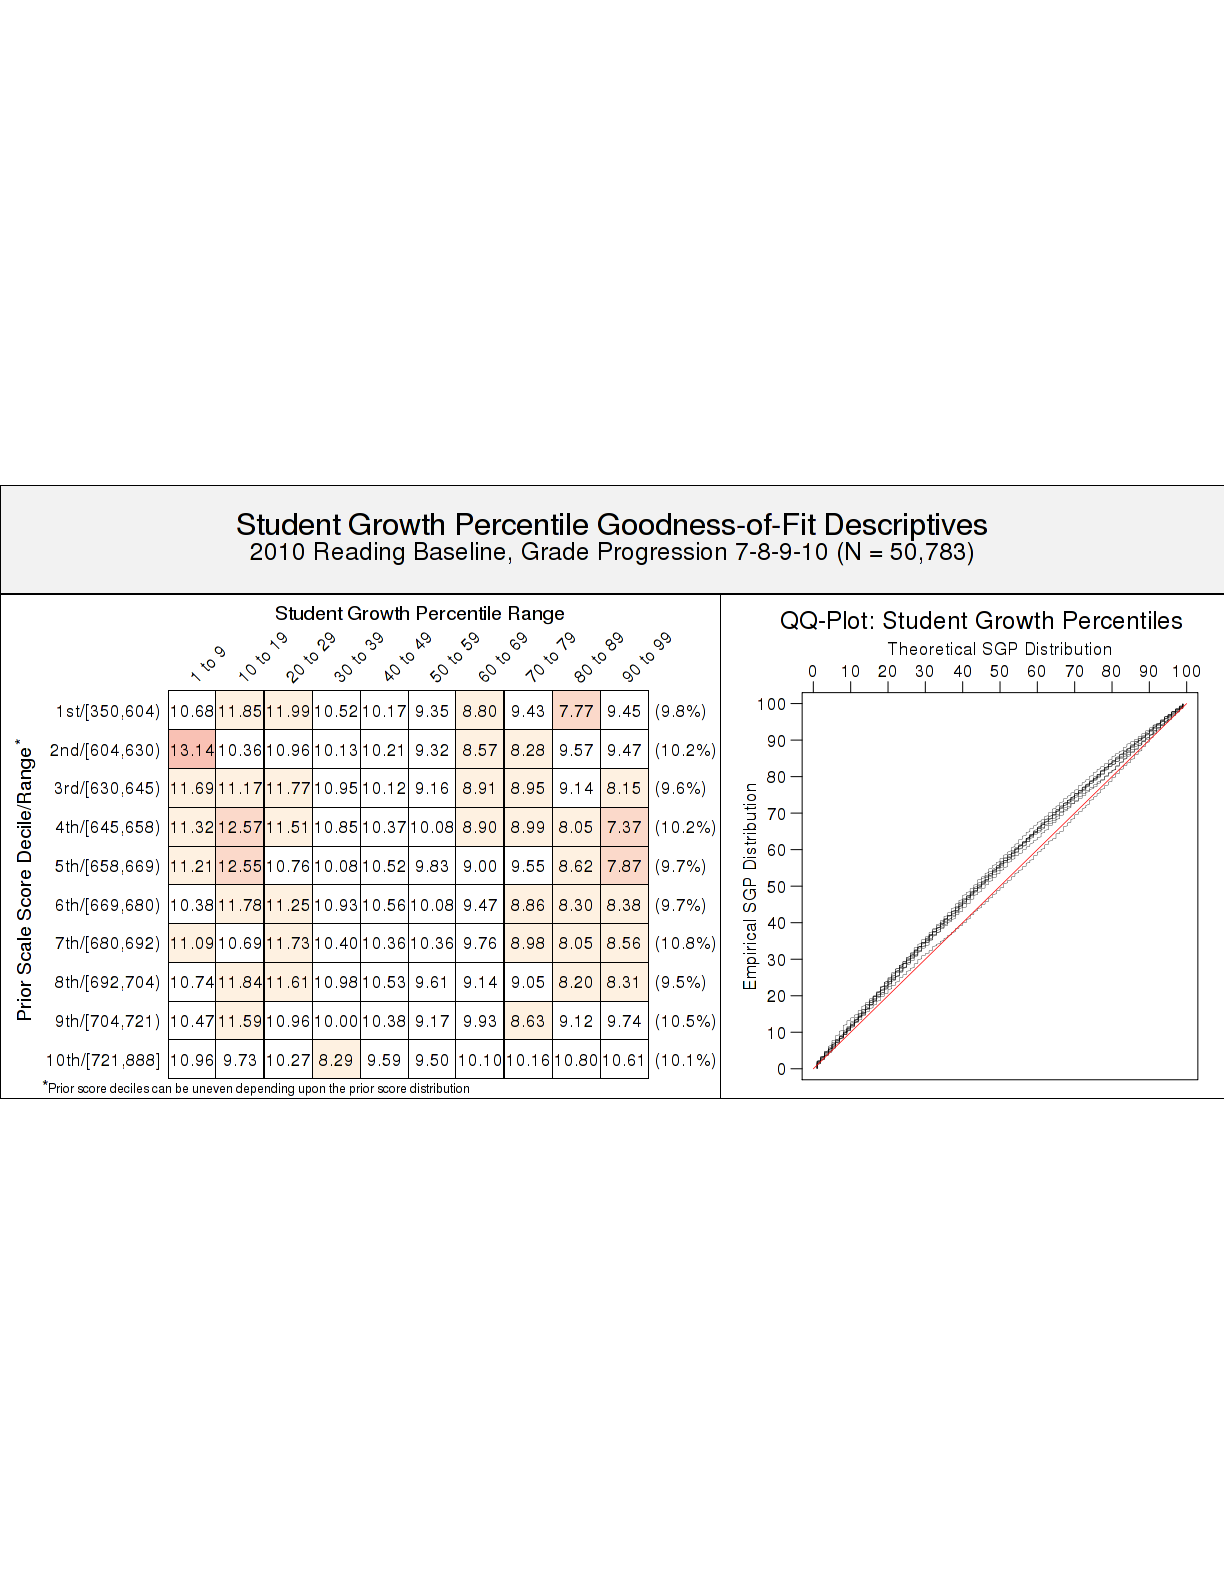 Student Growth Percentile Goodness-of-Fit Descriptives
2010 Reading Baseline, Grade Progression 7-8-9-10 (N = 50,783)
Student Growth Percentile Range
1 to 9 10 to 19 20 to 29 30 to 39 40 to 49 50 to 59 60 to 69 70 to 79 80 to 89 90 to 99
Prior Scale Score Decile/Range*
1st/[350,604) 10.68 11.85 11.99 10.52 10.17 9.35 8.80 9.43 7.77 9.45 (9.8%)
2nd/[604,630) 13.14 10.36 10.96 10.13 10.21 9.32 8.57 8.28 9.57 9.47 (10.2%)
3rd/[630,645) 11.69 11.17 11.77 10.95 10.12 9.16 8.91 8.95 9.14 8.15 (9.6%)
4th/[645,658) 11.32 12.57 11.51 10.85 10.37 10.08 8.90 8.99 8.05 7.37 (10.2%)
5th/[658,669) 11.21 12.55 10.76 10.08 10.52 9.83 9.00 9.55 8.62 7.87 (9.7%)
6th/[669,680) 10.38 11.78 11.25 10.93 10.56 10.08 9.47 8.86 8.30 8.38 (9.7%)
7th/[680,692) 11.09 10.69 11.73 10.40 10.36 10.36 9.76 8.98 8.05 8.56 (10.8%)
8th/[692,704) 10.74 11.84 11.61 10.98 10.53 9.61 9.14 9.05 8.20 8.31 (9.5%)
9th/[704,721) 10.47 11.59 10.96 10.00 10.38 9.17 9.93 8.63 9.12 9.74 (10.5%)
10th/[721,888] 10.96 9.73 10.27 8.29 9.59 9.50 10.10 10.16 10.80 10.61 (10.1%)
*Prior score deciles can be uneven depending upon the prior score distribution
QQ-Plot: Student Growth Percentiles
Theoretical SGP Distribution
0 10 20 30 40 50 60 70 80 90 100
Empirical SGP Distribution
100
90
80
70
60
50
40
30
20
10
0